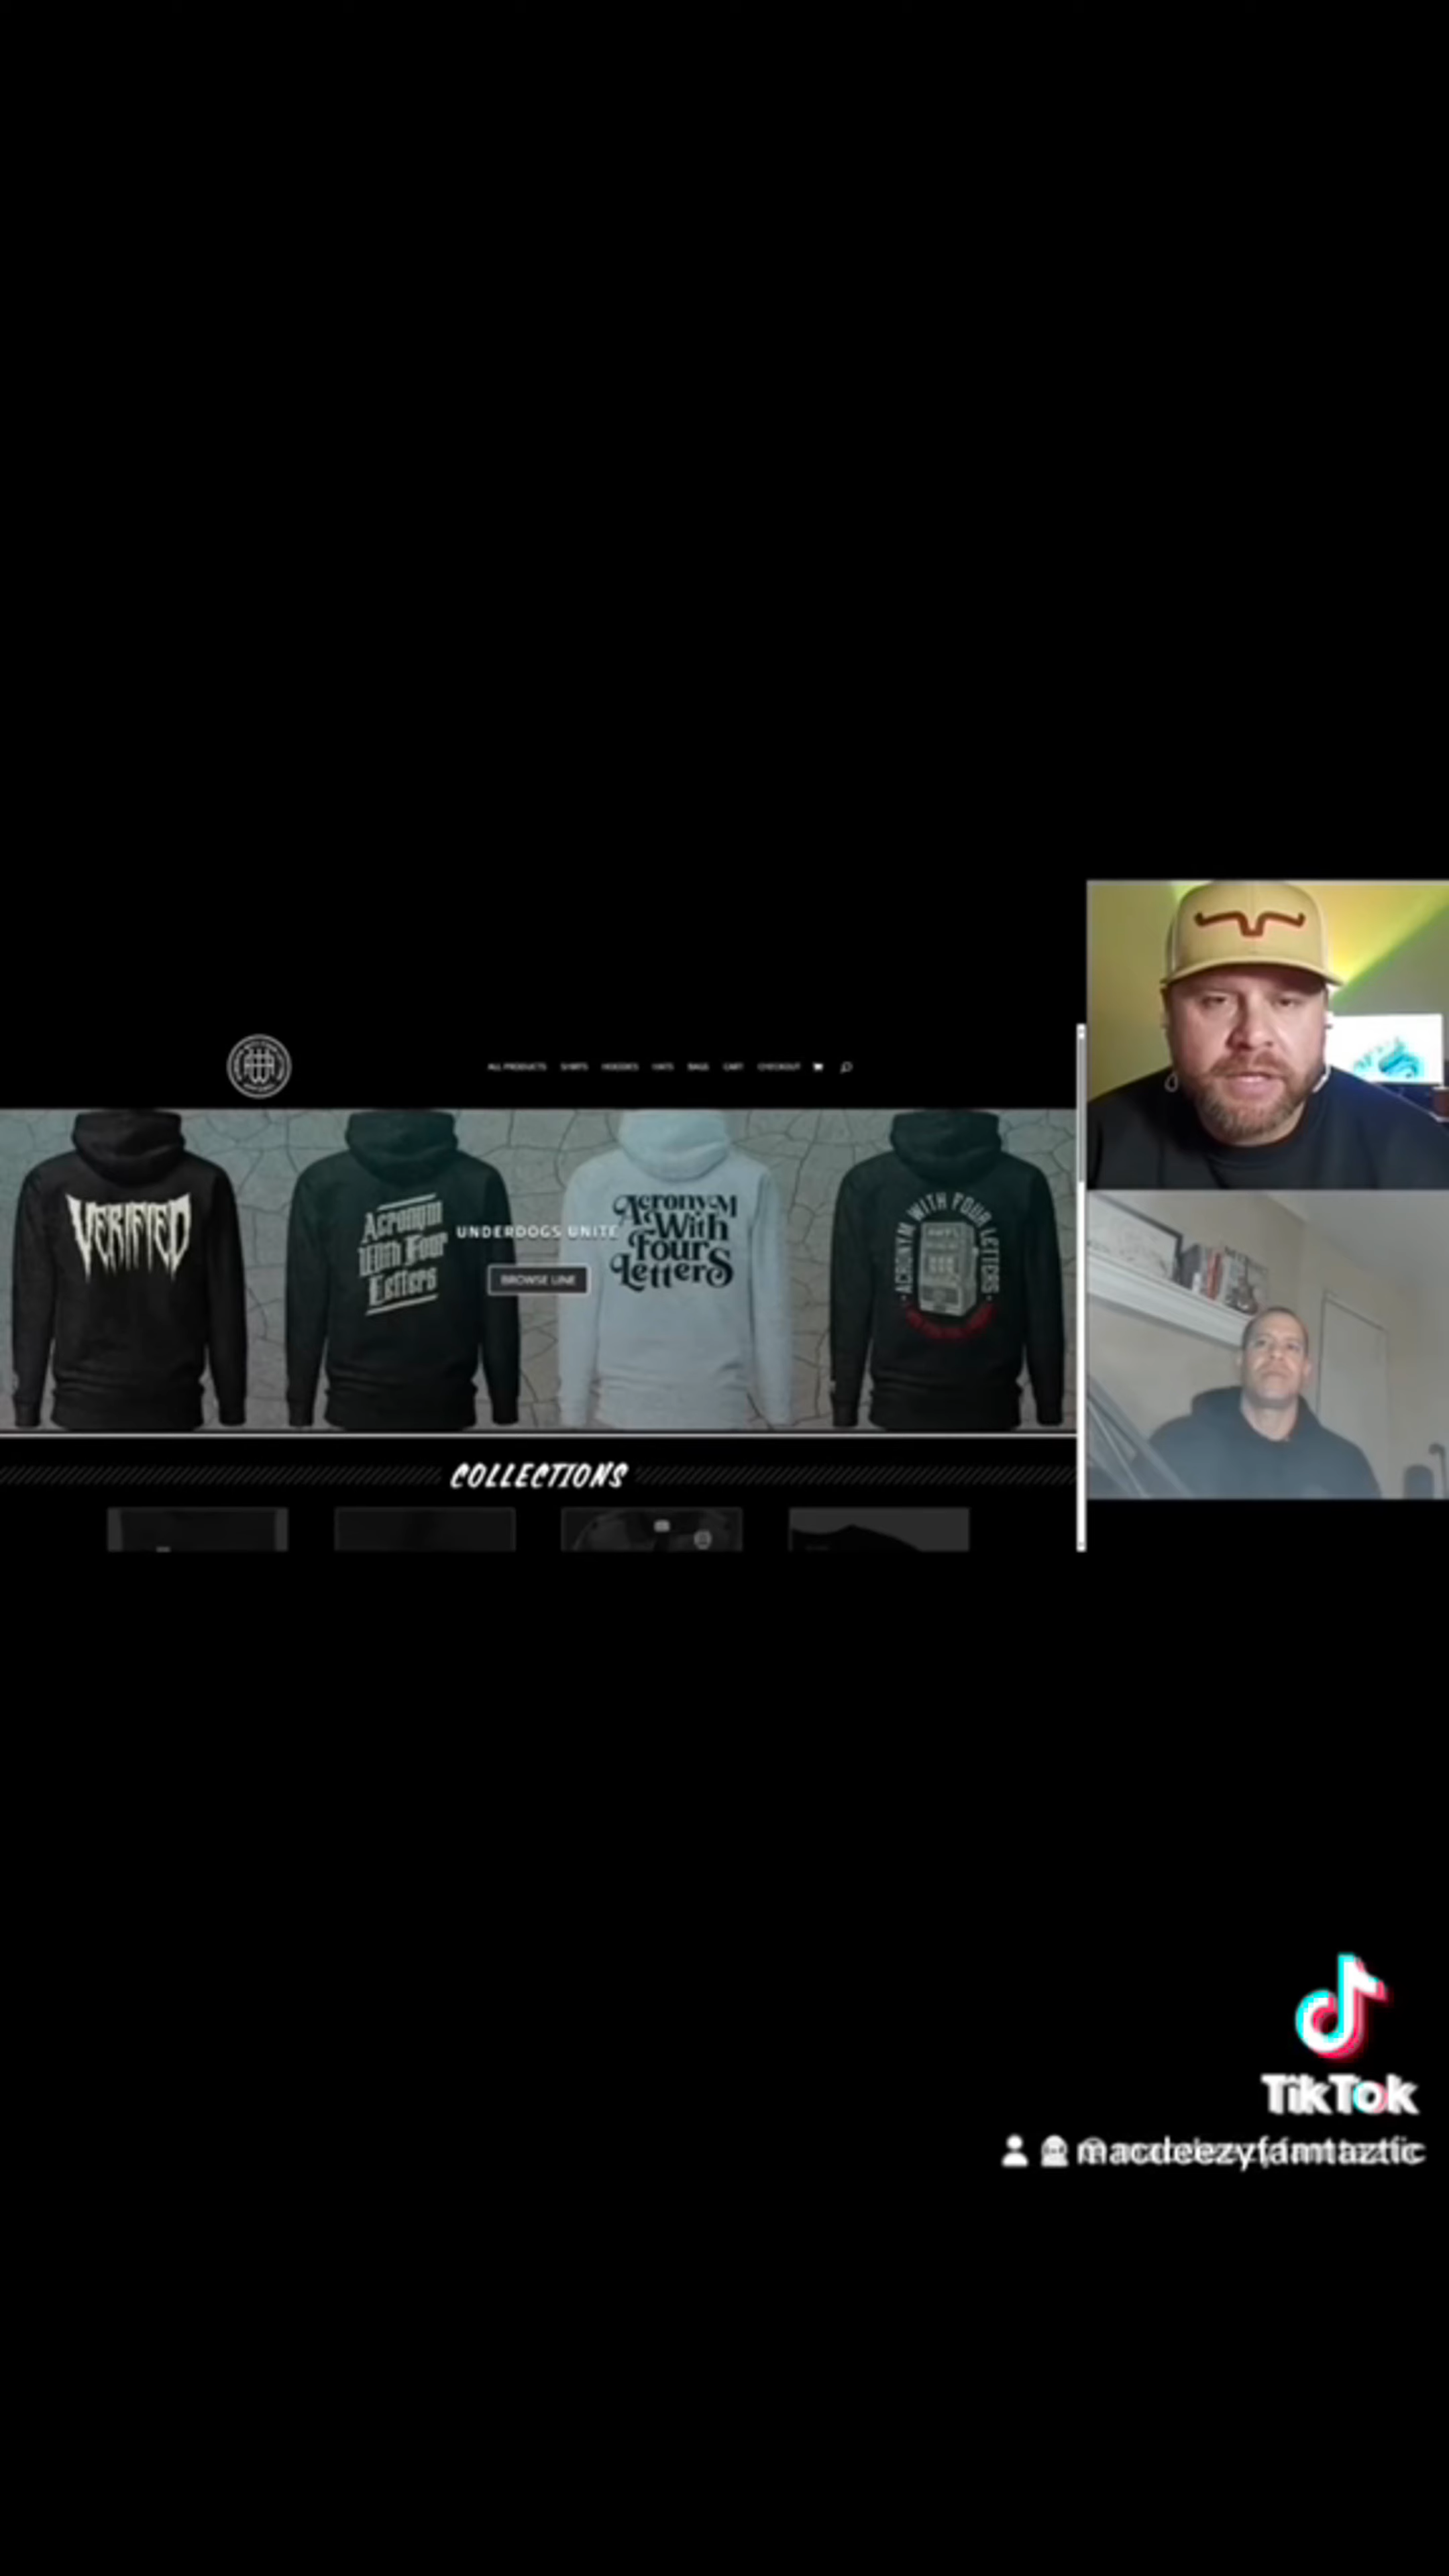 ALL PRODUCTS SHIRTS HOODIES HATS BAGS CART CHECKOUT
VERIFIED
Acronym
With Four
Letters
UNDERDOGS UNITE
BROWSE LINE
Acronym
With
Four
Letters
ACRONYM WITH FOUR LETTERS
COLLECTIONS
TikTok
macdeezyfamtaztic